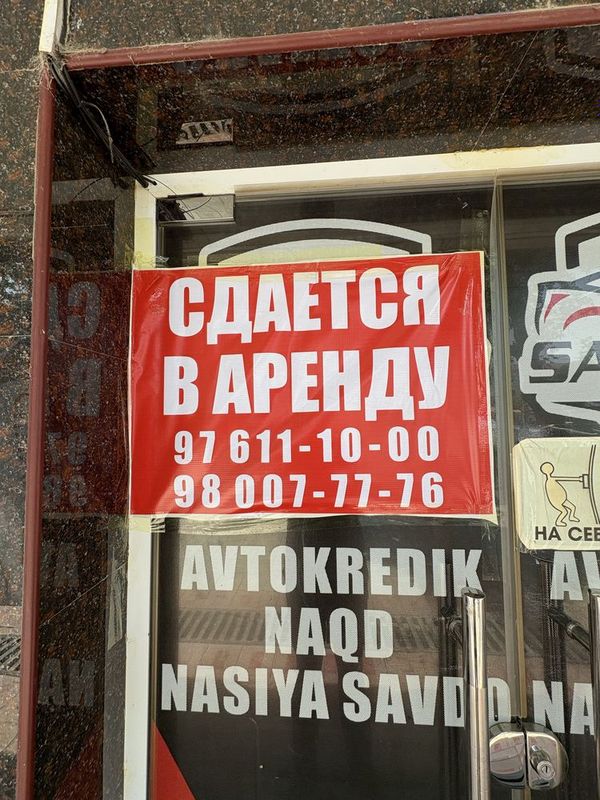 СДАЕТСЯ
В АРЕНДУ
97 611-10-00
98 007-77-76
НА СЕБ
AVTOKREDIK
NAQD
NASIYA SAVDO